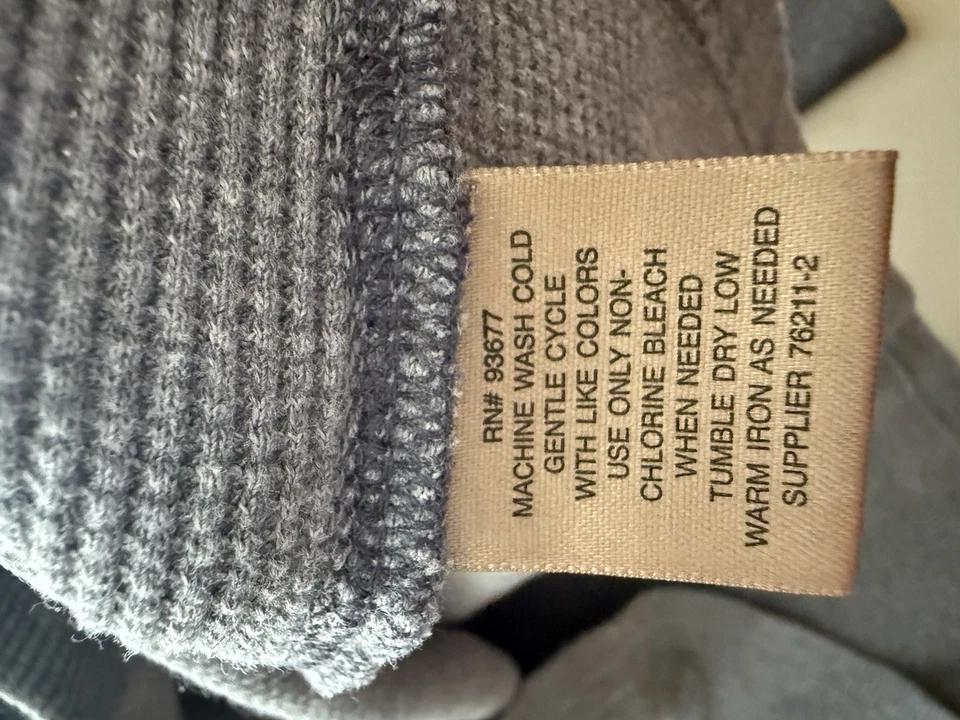 RN# 93677
MACHINE WASH COLD
GENTLE CYCLE
WITH LIKE COLORS
USE ONLY NON-
CHLORINE BLEACH
WHEN NEEDED
TUMBLE DRY LOW
WARM IRON AS NEEDED
SUPPLIER 76211-2